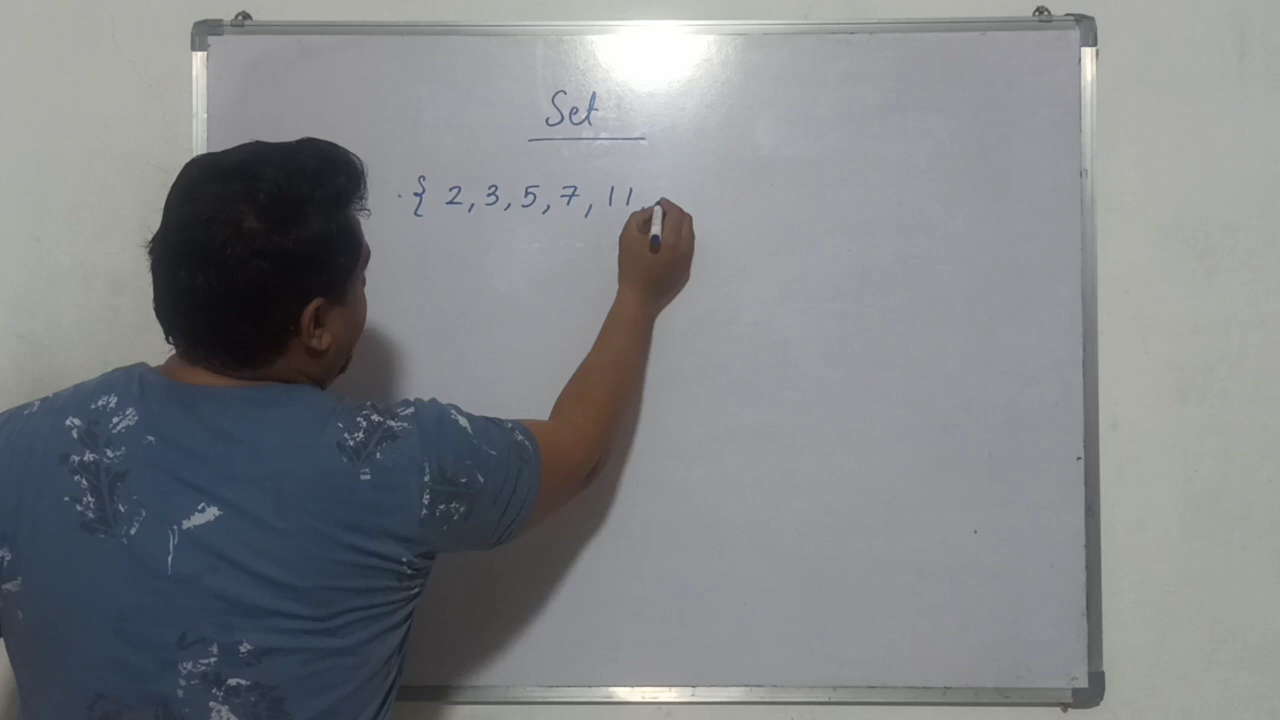 Set
{ 2, 3, 5, 7, 11,